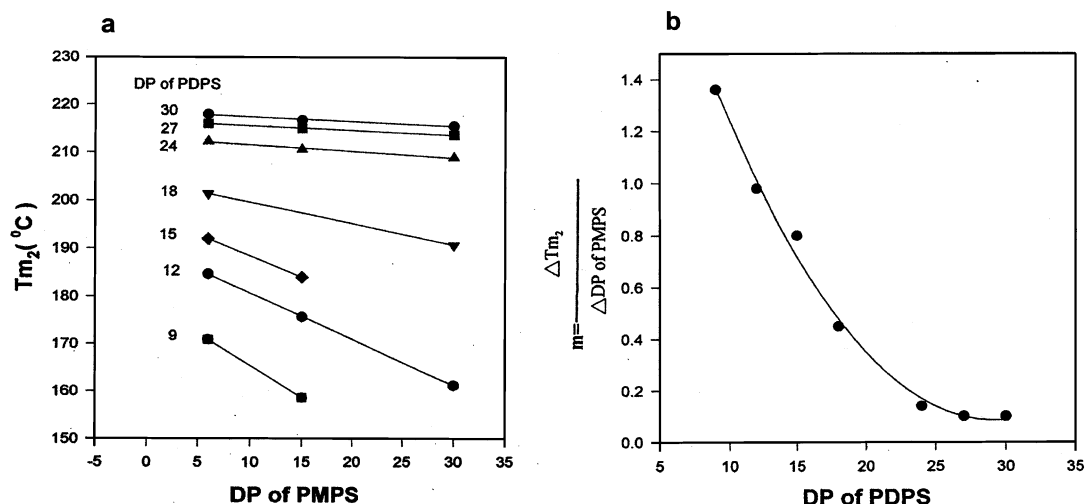 a
230
220
210
200
190
180
170
160
150
Tm₂(⁰C)
DP of PDPS
30
27
24
18
15
12
9
-5 0 5 10 15 20 25 30 35
DP of PMPS
b
1.4
1.2
1.0
0.8
0.6
0.4
0.2
0.0
m=
△Tm₂
△DP of PMPS
5 10 15 20 25 30 35
DP of PDPS